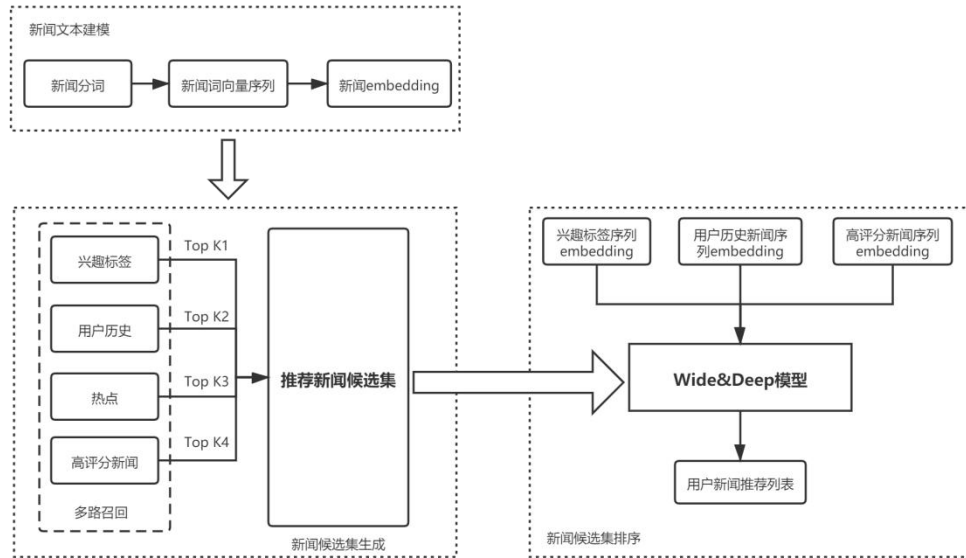 新闻文本建模
新闻分词
新闻词向量序列
新闻embedding
兴趣标签
Top K1
用户历史
Top K2
热点
Top K3
高评分新闻
Top K4
多路召回
推荐新闻候选集
新闻候选集生成
兴趣标签序列
embedding
用户历史新闻序
列embedding
高评分新闻序列
embedding
Wide&Deep模型
用户新闻推荐列表
新闻候选集排序